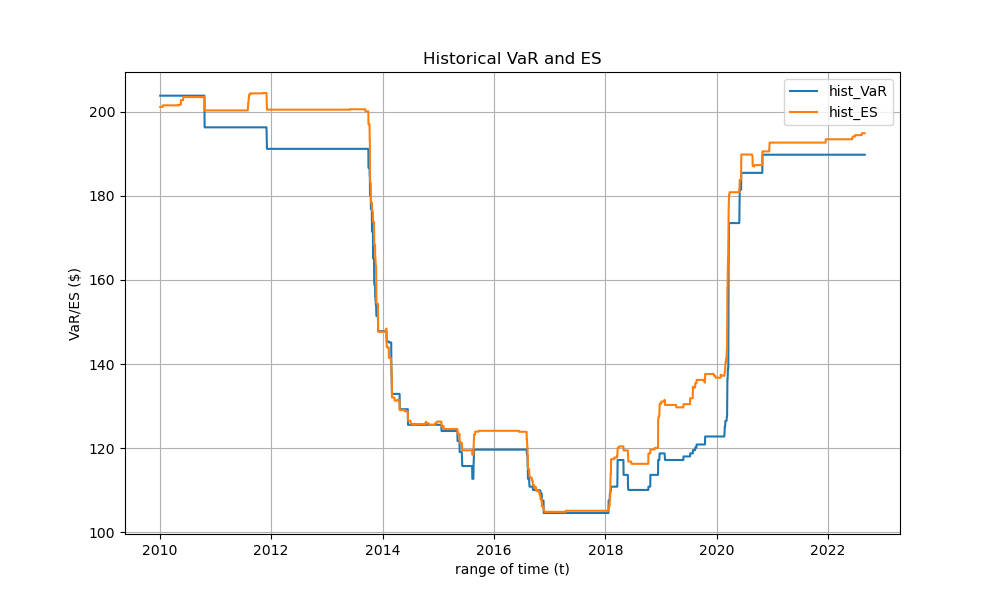 Historical VaR and ES
hist_VaR
hist_ES
VaR/ES ($)
200
180
160
140
120
100
2010 2012 2014 2016 2018 2020 2022
range of time (t)